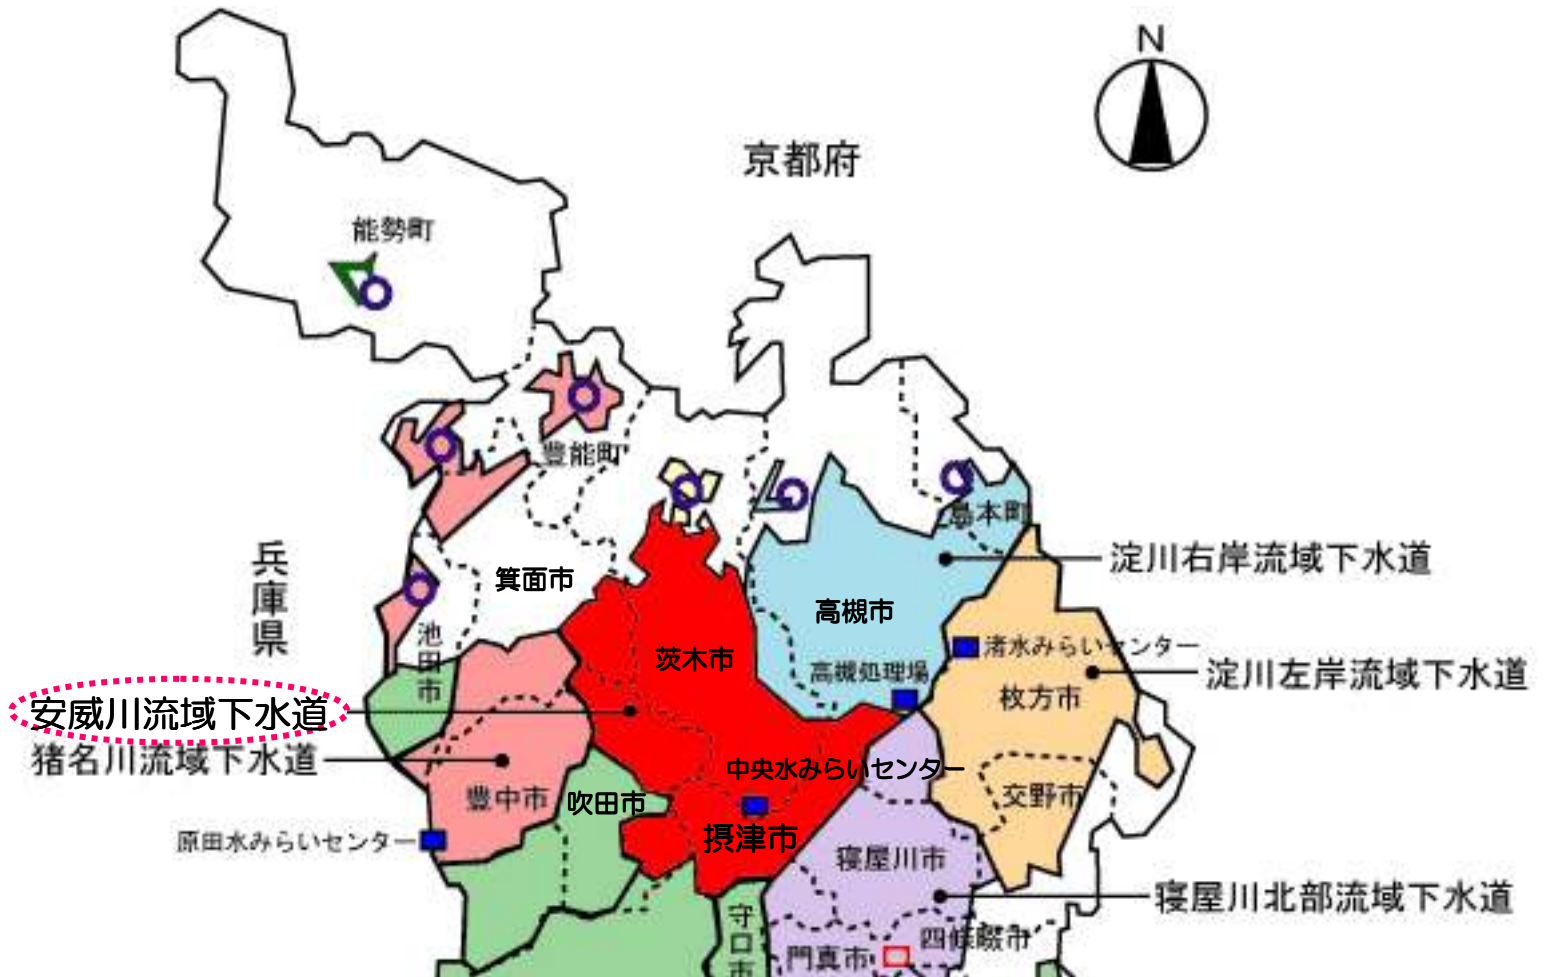 N
京都府
能勢町
豊能町
島本町
兵庫県
箕面市
淀川右岸流域下水道
高槻市
池田市
茨木市
高槻処理場
渚水みらいセンター
淀川左岸流域下水道
枚方市
安威川流域下水道
猪名川流域下水道
中央水みらいセンター
豊中市
吹田市
交野市
原田水みらいセンター
摂津市
寝屋川市
寝屋川北部流域下水道
守口市
門真市
四條畷市